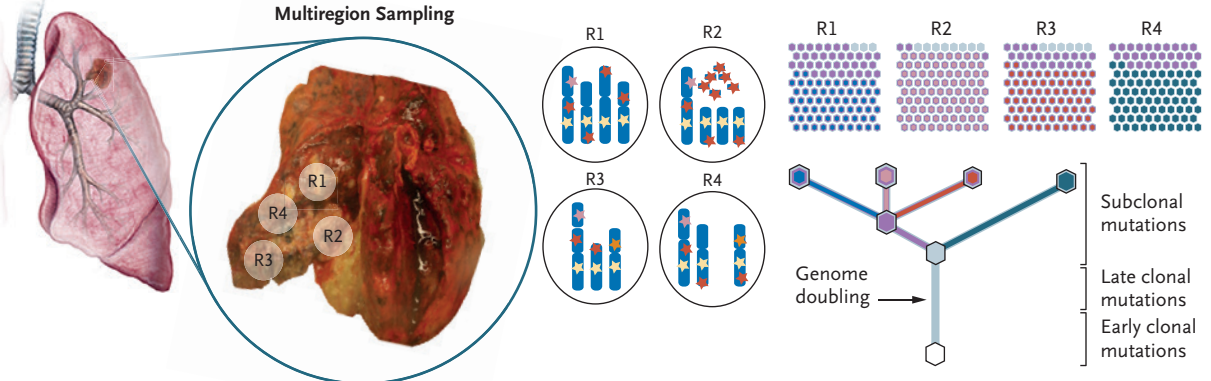 Multiregion Sampling
R1
R4
R2
R3
R1
R2
R3
R4
R1
R2
R3
R4
Subclonal
mutations
Genome
doubling
Late clonal
mutations
Early clonal
mutations